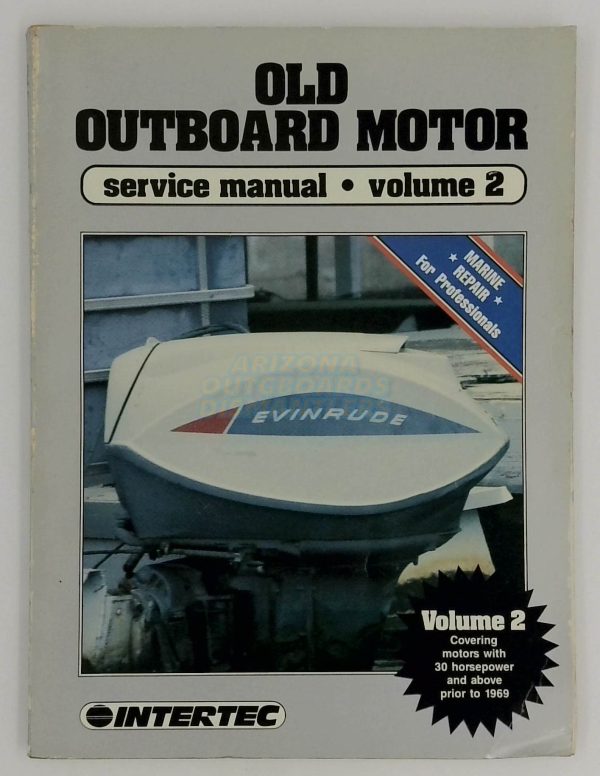 OLD
OUTBOARD MOTOR
service manual • volume 2
★ MARINE
REPAIR ★
For Professionals
ARIZONA
OUTBOARDS
EVINRUDE
Volume 2
Covering
motors with
30 horsepower
and above
prior to 1969
INTERTEC